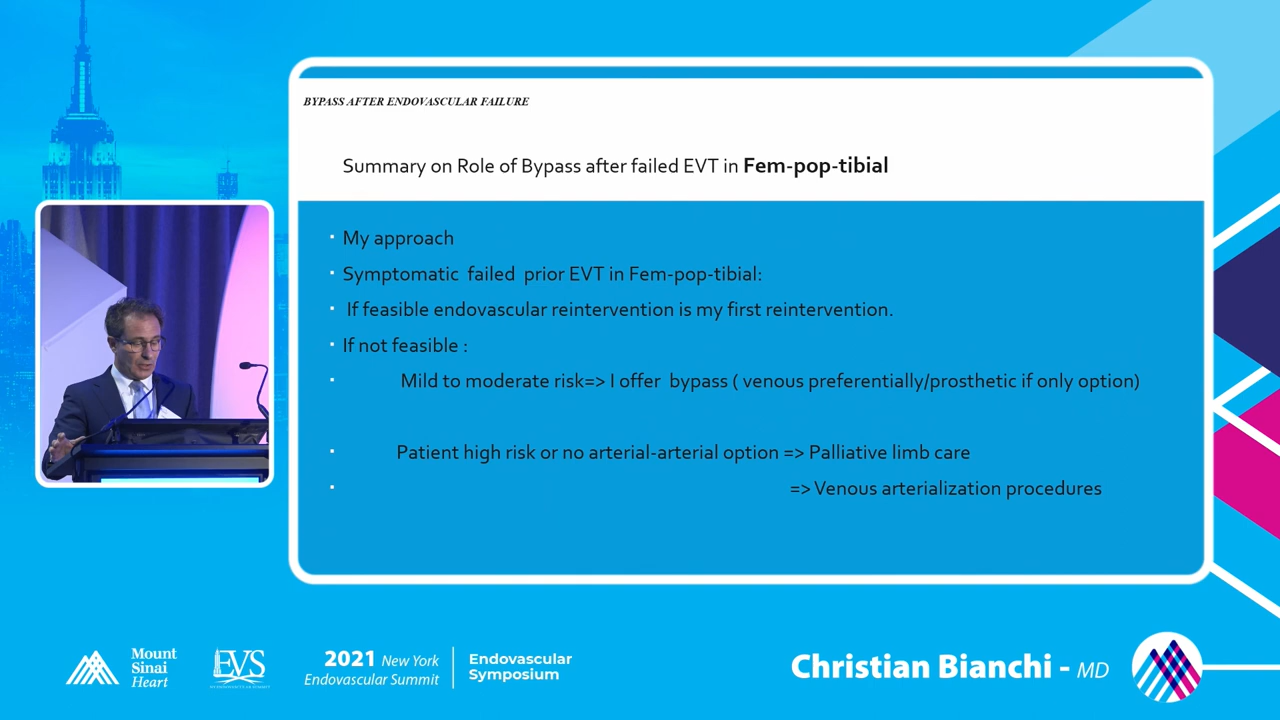 BYPASS AFTER ENDOVASCULAR FAILURE
Summary on Role of Bypass after failed EVT in Fem-pop-tibial
· My approach
· Symptomatic failed prior EVT in Fem-pop-tibial:
· If feasible endovascular reintervention is my first reintervention.
· If not feasible :
· Mild to moderate risk=> I offer bypass ( venous preferentially/prosthetic if only option)
· Patient high risk or no arterial-arterial option => Palliative limb care
· => Venous arterialization procedures
Mount
Sinai
Heart
EVS
2021 New York
Endovascular Summit
Endovascular
Symposium
Christian Bianchi - MD